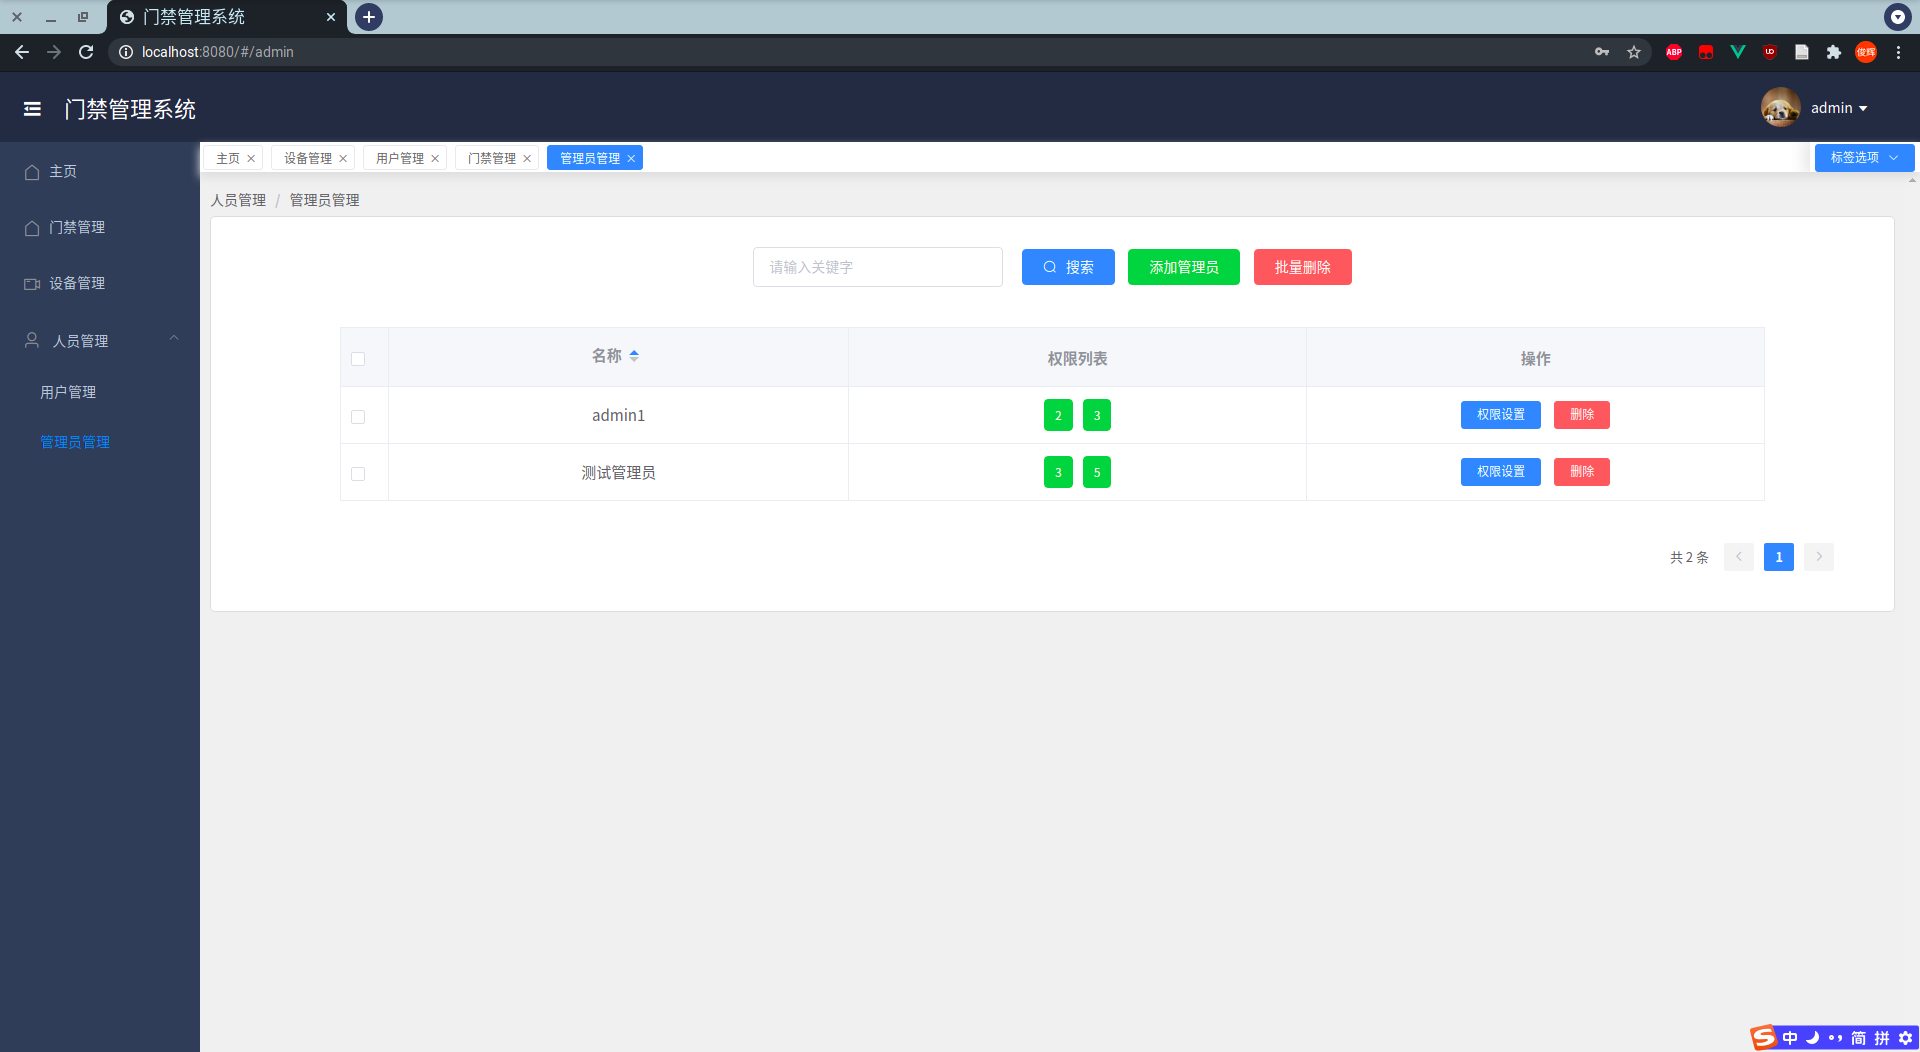 门禁管理系统
localhost:8080/#/admin
ABP
UD
俊辉
门禁管理系统
admin
主页
设备管理
用户管理
门禁管理
管理员管理
标签选项
主页
门禁管理
设备管理
人员管理
用户管理
管理员管理
人员管理 / 管理员管理
请输入关键字
搜索
添加管理员
批量删除
名称 权限列表 操作
admin1 2 3 权限设置 删除
测试管理员 3 5 权限设置 删除
共 2 条 1
S 中 简 拼